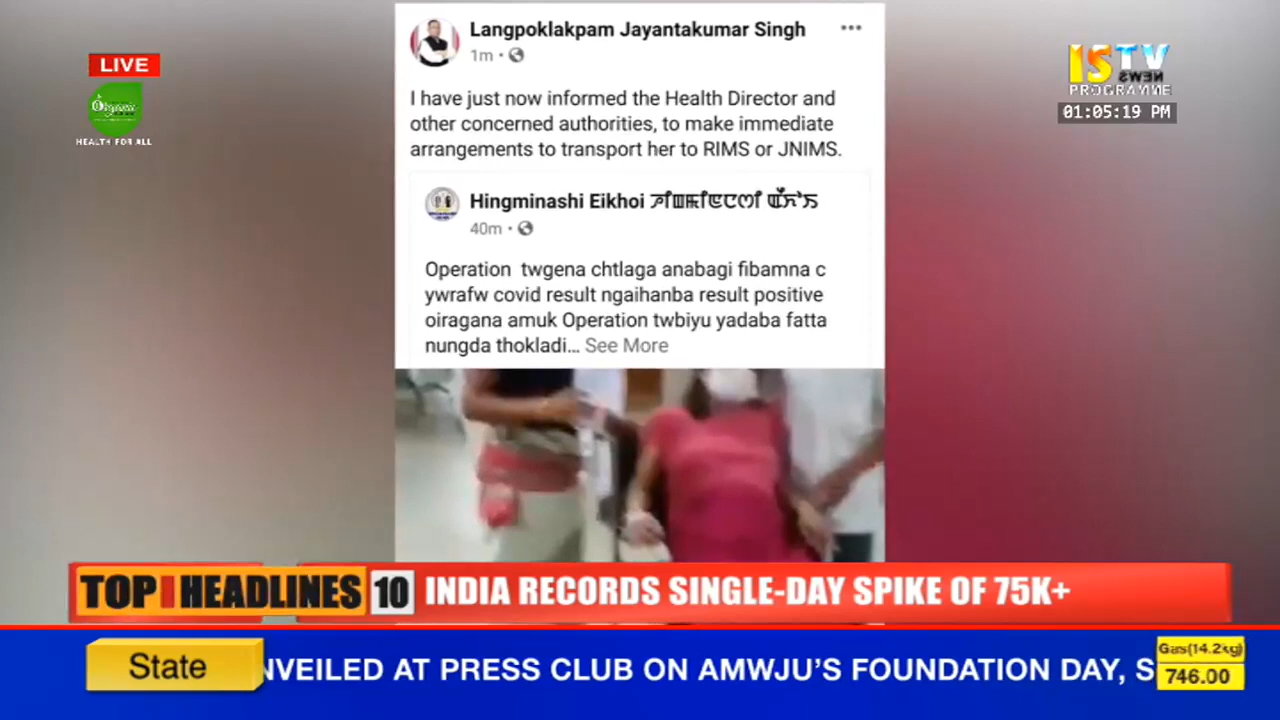 Langpoklakpam Jayantakumar Singh
1m
I have just now informed the Health Director and
other concerned authorities, to make immediate
arrangements to transport her to RIMS or JNIMS.
Hingminashi Eikhoi
40m
Operation twgena chtlaga anabagi fibamna c
ywrafw covid result ngaihanba result positive
oiragana amuk Operation twbiyu yadaba fatta
nungda thokladi... See More
LIVE
Organic
HEALTH FOR ALL
ISTV
NEWS
PROGRAMME
01:05:19 PM
TOP HEADLINES 10 INDIA RECORDS SINGLE-DAY SPIKE OF 75K+
State NVEILED AT PRESS CLUB ON AMWJU'S FOUNDATION DAY, S
Gas(14.2kg)
746.00